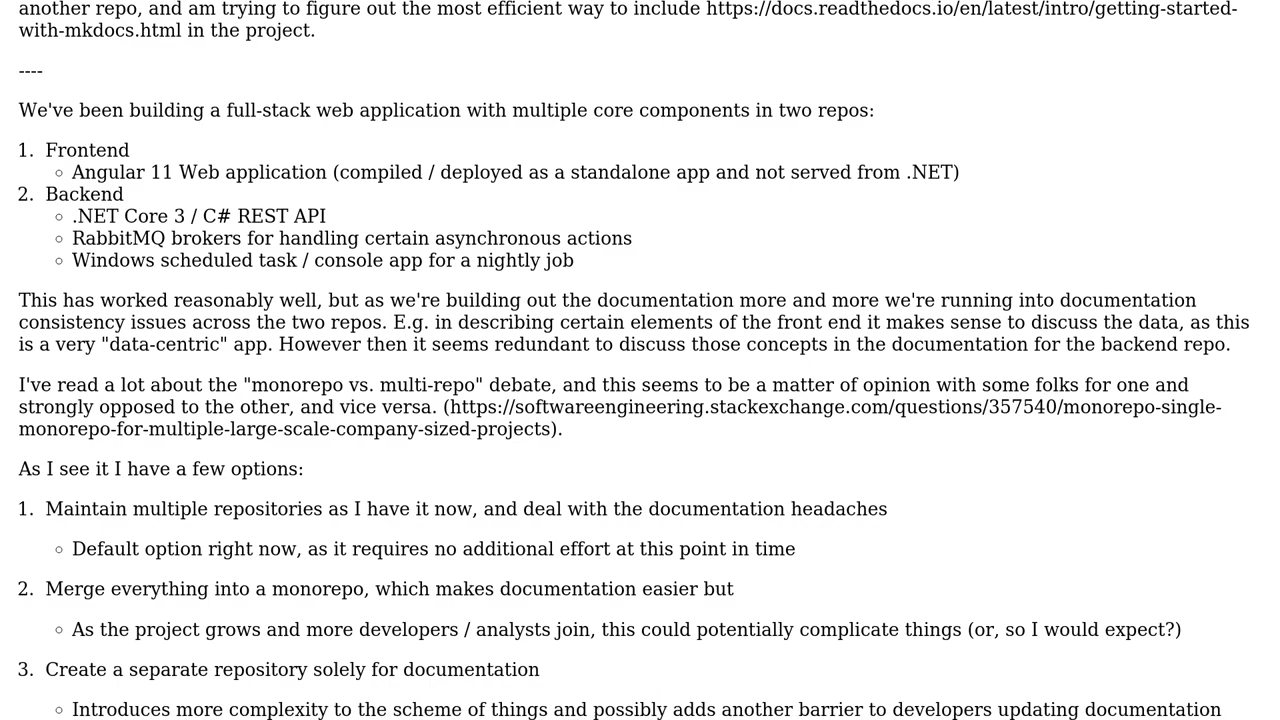 another repo, and am trying to figure out the most efficient way to include https://docs.readthedocs.io/en/latest/intro/getting-started-
with-mkdocs.html in the project.
----
We've been building a full-stack web application with multiple core components in two repos:
1. Frontend
◦ Angular 11 Web application (compiled / deployed as a standalone app and not served from .NET)
2. Backend
◦ .NET Core 3 / C# REST API
◦ RabbitMQ brokers for handling certain asynchronous actions
◦ Windows scheduled task / console app for a nightly job
This has worked reasonably well, but as we're building out the documentation more and more we're running into documentation
consistency issues across the two repos. E.g. in describing certain elements of the front end it makes sense to discuss the data, as this
is a very "data-centric" app. However then it seems redundant to discuss those concepts in the documentation for the backend repo.
I've read a lot about the "monorepo vs. multi-repo" debate, and this seems to be a matter of opinion with some folks for one and
strongly opposed to the other, and vice versa. (https://softwareengineering.stackexchange.com/questions/357540/monorepo-single-
monorepo-for-multiple-large-scale-company-sized-projects).
As I see it I have a few options:
1. Maintain multiple repositories as I have it now, and deal with the documentation headaches
◦ Default option right now, as it requires no additional effort at this point in time
2. Merge everything into a monorepo, which makes documentation easier but
◦ As the project grows and more developers / analysts join, this could potentially complicate things (or, so I would expect?)
3. Create a separate repository solely for documentation
◦ Introduces more complexity to the scheme of things and possibly adds another barrier to developers updating documentation